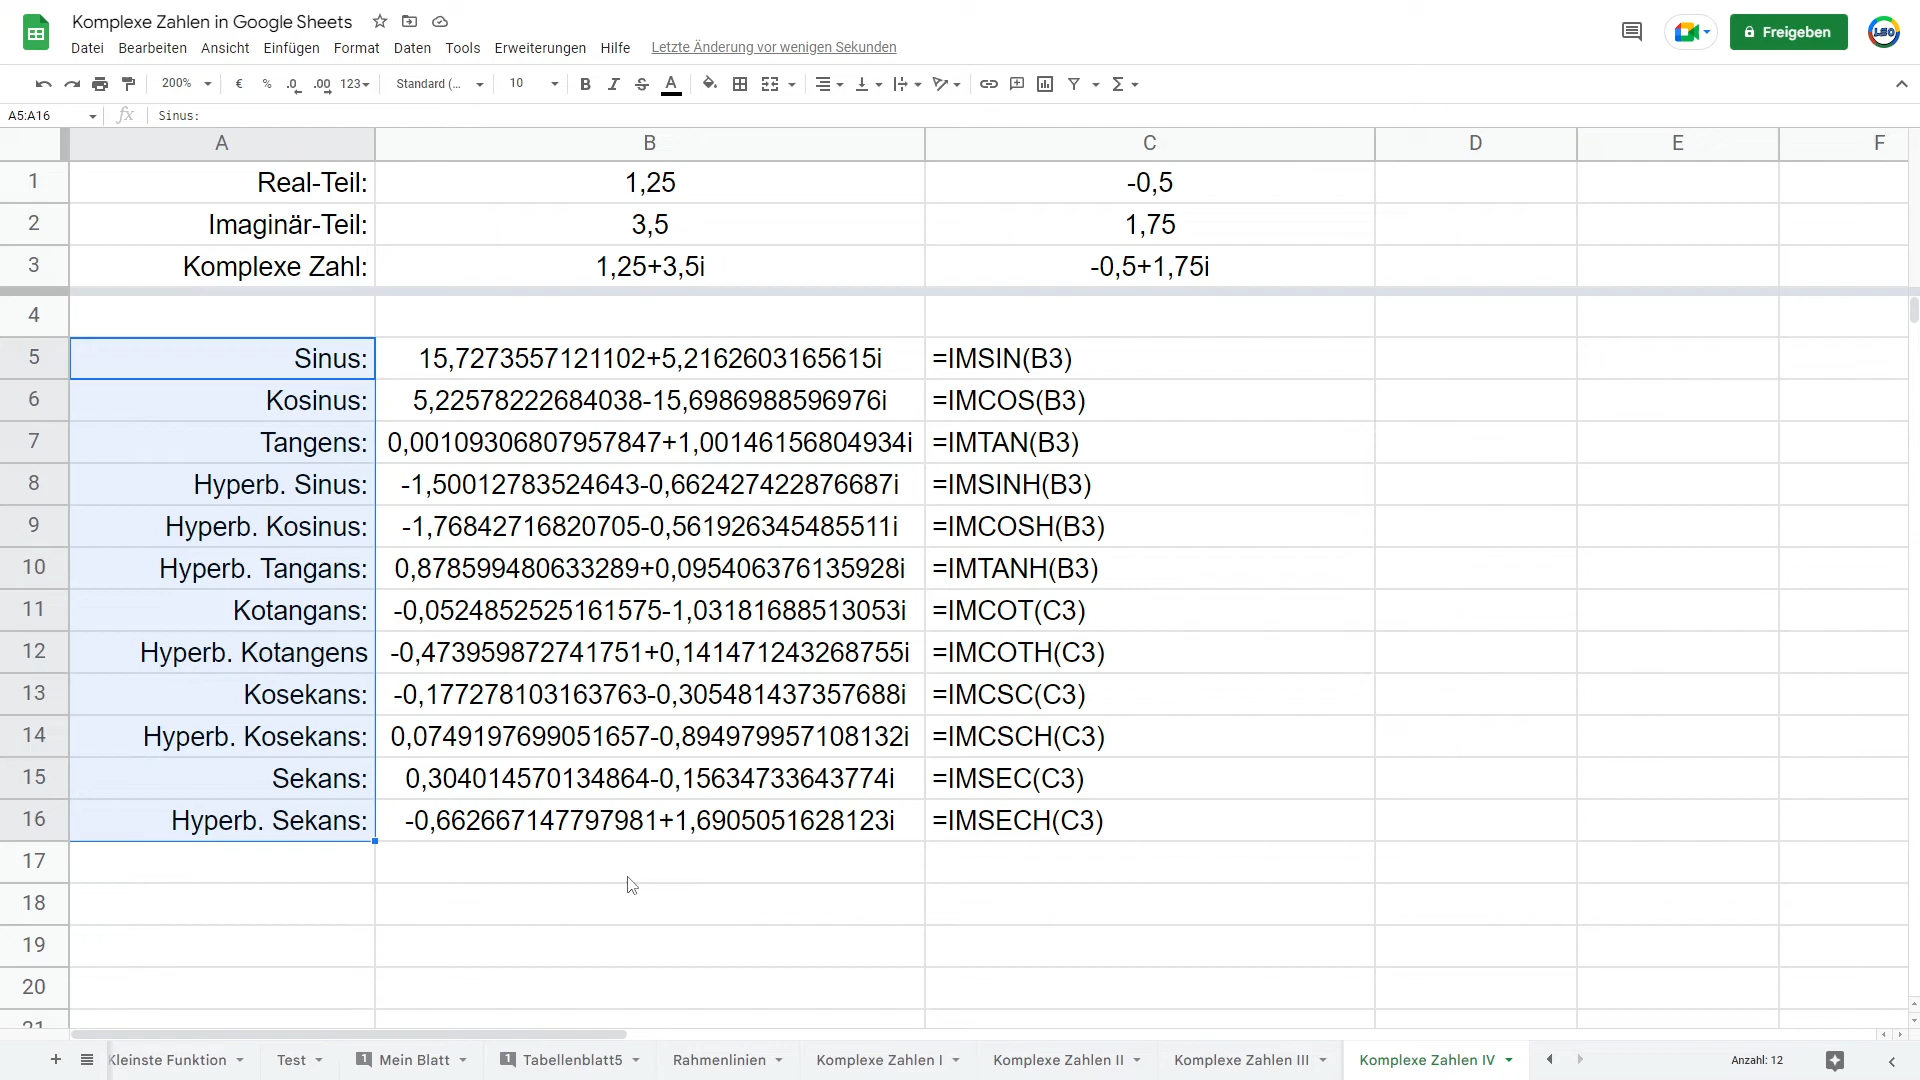 Komplexe Zahlen in Google Sheets
Datei Bearbeiten Ansicht Einfügen Format Daten Tools Erweiterungen Hilfe Letzte Änderung vor wenigen Sekunden
Freigeben
LSO
200% € % .0 .00 123 Standard (... 10 B I S A Σ
A5:A16 fx Sinus:
A B C D E F
1 Real-Teil: 1,25 -0,5
2 Imaginär-Teil: 3,5 1,75
3 Komplexe Zahl: 1,25+3,5i -0,5+1,75i
4
5 Sinus: 15,7273557121102+5,2162603165615i =IMSIN(B3)
6 Kosinus: 5,22578222684038-15,6986988596976i =IMCOS(B3)
7 Tangens: 0,00109306807957847+1,00146156804934i =IMTAN(B3)
8 Hyperb. Sinus: -1,50012783524643-0,662427422876687i =IMSINH(B3)
9 Hyperb. Kosinus: -1,76842716820705-0,561926345485511i =IMCOSH(B3)
10 Hyperb. Tangans: 0,878599480633289+0,095406376135928i =IMTANH(B3)
11 Kotangans: -0,0524852525161575-1,03181688513053i =IMCOT(C3)
12 Hyperb. Kotangens -0,473959872741751+0,141471243268755i =IMCOTH(C3)
13 Kosekans: -0,177278103163763-0,305481437357688i =IMCSC(C3)
14 Hyperb. Kosekans: 0,0749197699051657-0,894979957108132i =IMCSCH(C3)
15 Sekans: 0,304014570134864-0,15634733643774i =IMSEC(C3)
16 Hyperb. Sekans: -0,662667147797981+1,6905051628123i =IMSECH(C3)
17
18
19
20
21
Kleinste Funktion Test 1 Mein Blatt 1 Tabellenblatt5 Rahmenlinien Komplexe Zahlen I Komplexe Zahlen II Komplexe Zahlen III Komplexe Zahlen IV Anzahl: 12